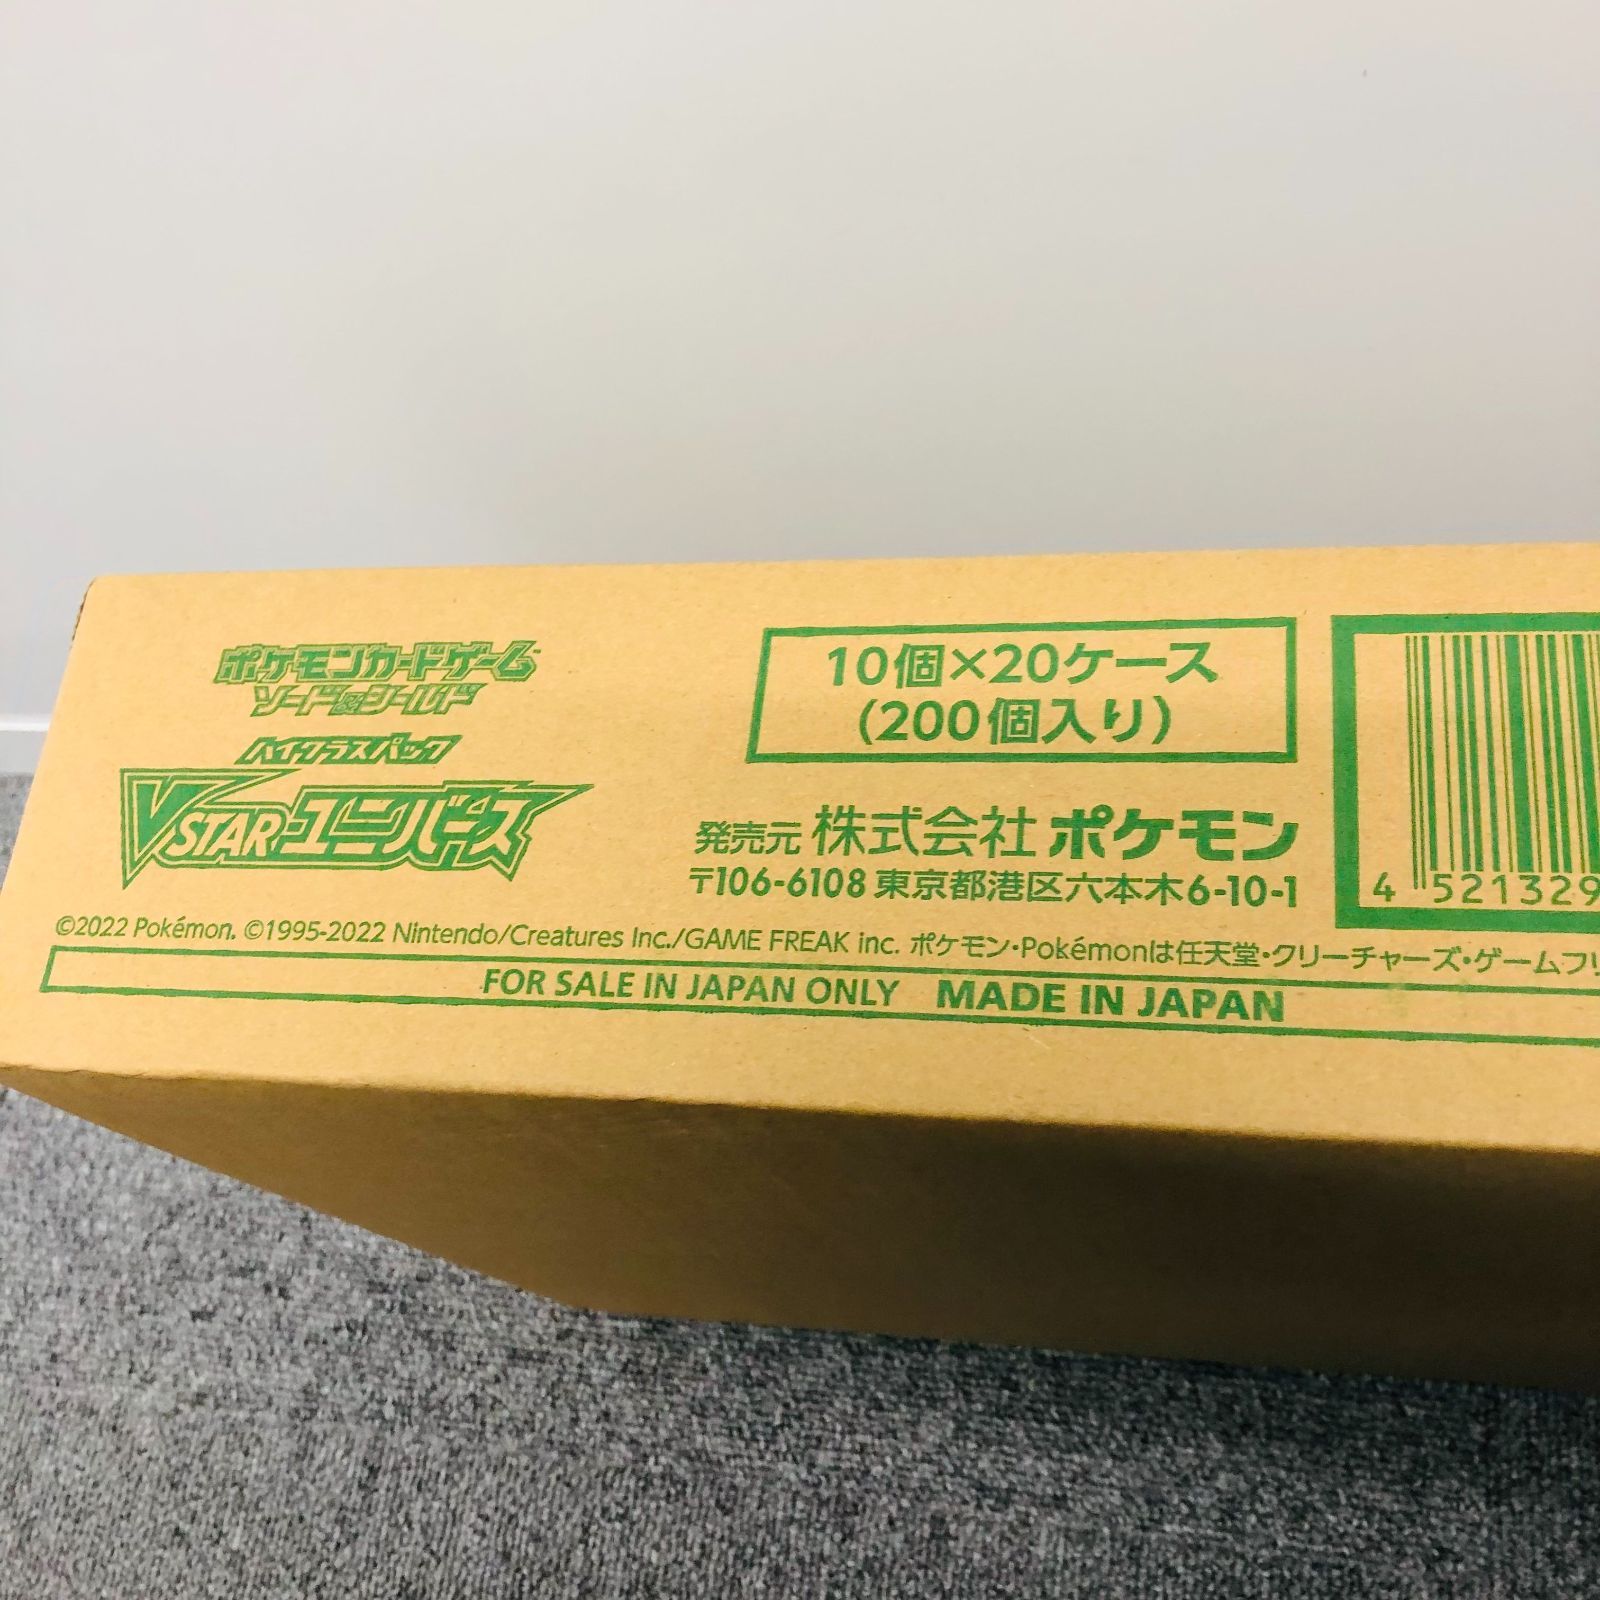 ポケモンカードゲーム
ソード&シールド
ハイクラスパック
VSTARユニバース
10個×20ケース
(200個入り)
発売元 株式会社 ポケモン
〒106-6108 東京都港区六本木6-10-1
4 521329
©2022 Pokémon. ©1995-2022 Nintendo/Creatures Inc./GAME FREAK inc. ポケモン・Pokémonは任天堂・クリーチャーズ・ゲームフリ
FOR SALE IN JAPAN ONLY MADE IN JAPAN